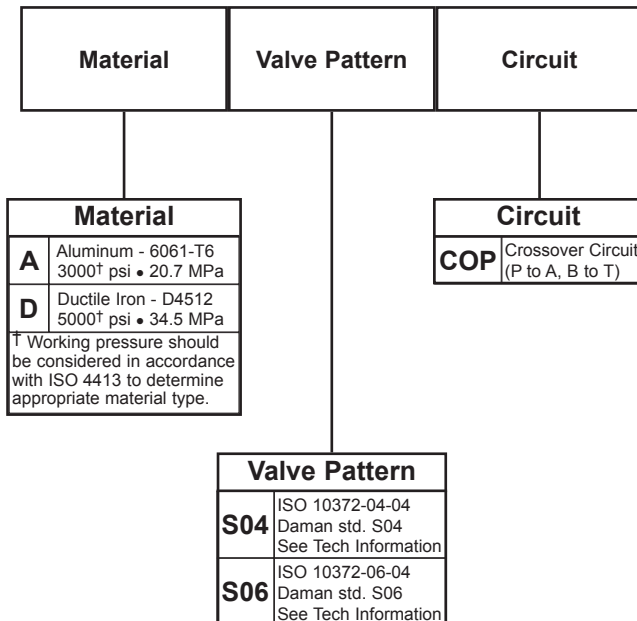 Material Valve Pattern Circuit
Material
A Aluminum - 6061-T6
3000† psi • 20.7 MPa
D Ductile Iron - D4512
5000† psi • 34.5 MPa
† Working pressure should
be considered in accordance
with ISO 4413 to determine
appropriate material type.
Circuit
COP Crossover Circuit
(P to A, B to T)
Valve Pattern
S04 ISO 10372-04-04
Daman std. S04
See Tech Information
S06 ISO 10372-06-04
Daman std. S06
See Tech Information